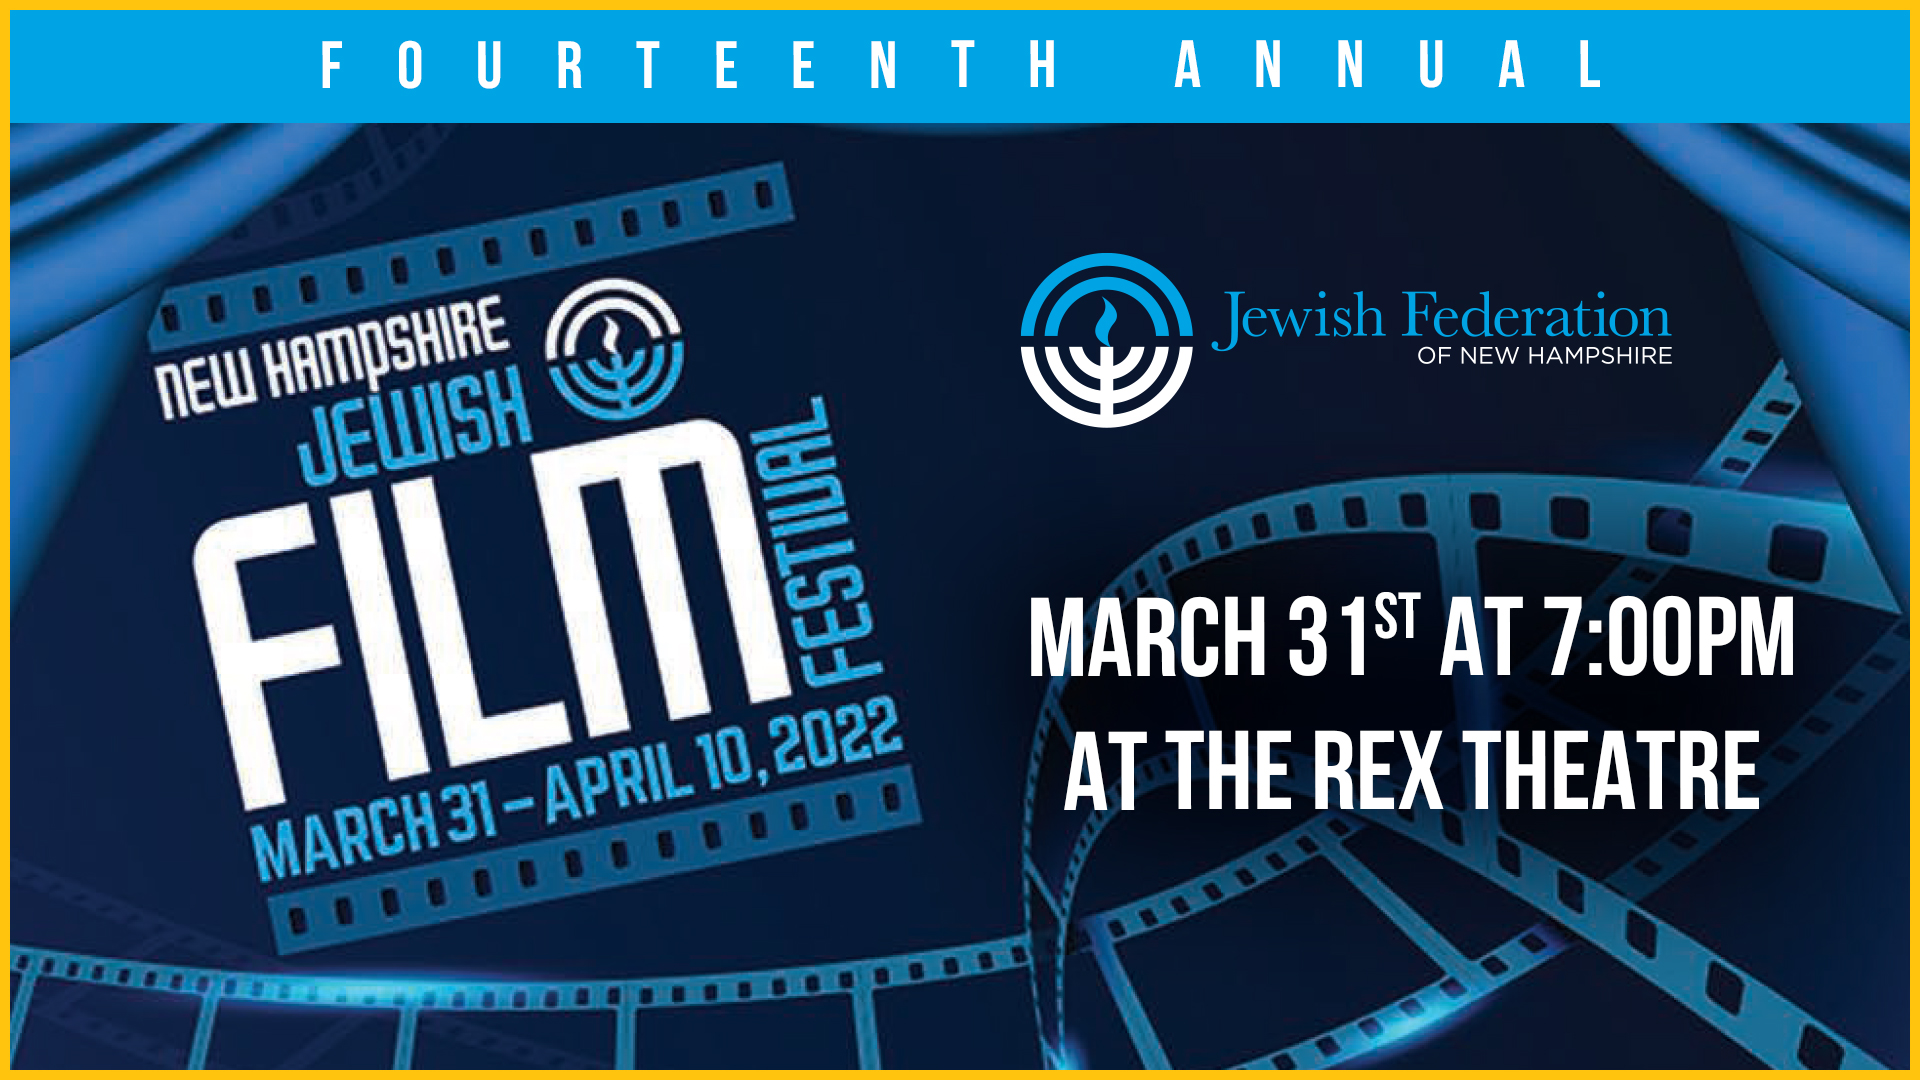 FOURTEENTH ANNUAL
NEW HAMPSHIRE
JEWISH
FILM
FESTIVAL
MARCH 31 – APRIL 10, 2022
Jewish Federation
OF NEW HAMPSHIRE
MARCH 31ST AT 7:00PM
AT THE REX THEATRE